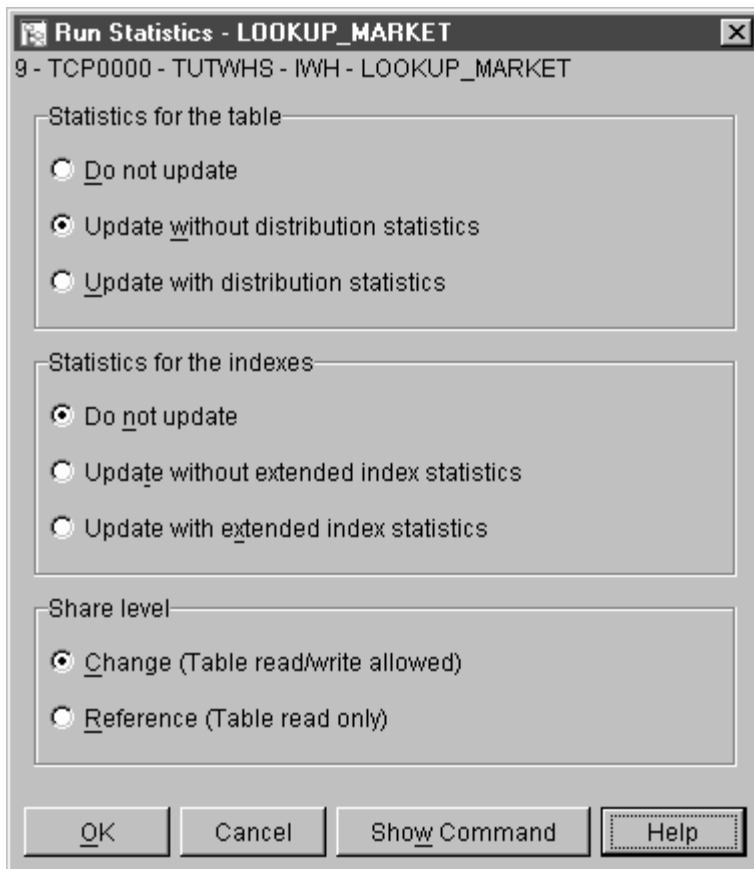 Run Statistics - LOOKUP_MARKET
9 - TCP0000 - TUTWHS - IWH - LOOKUP_MARKET
Statistics for the table
Do not update
Update without distribution statistics
Update with distribution statistics
Statistics for the indexes
Do not update
Update without extended index statistics
Update with extended index statistics
Share level
Change (Table read/write allowed)
Reference (Table read only)
OK Cancel Show Command Help